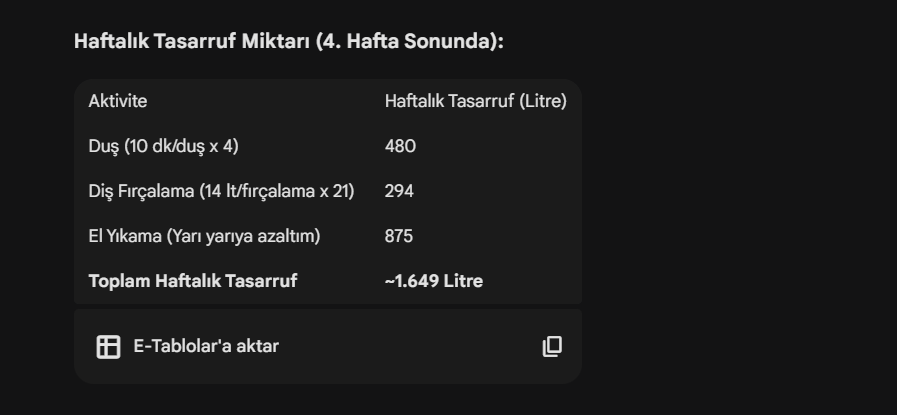 Haftalık Tasarruf Miktarı (4. Hafta Sonunda):
Aktivite Haftalık Tasarruf (Litre)
Duş (10 dk/duş x 4) 480
Diş Fırçalama (14 lt/fırçalama x 21) 294
El Yıkama (Yarı yarıya azaltım) 875
Toplam Haftalık Tasarruf ~1.649 Litre
E-Tablolar'a aktar